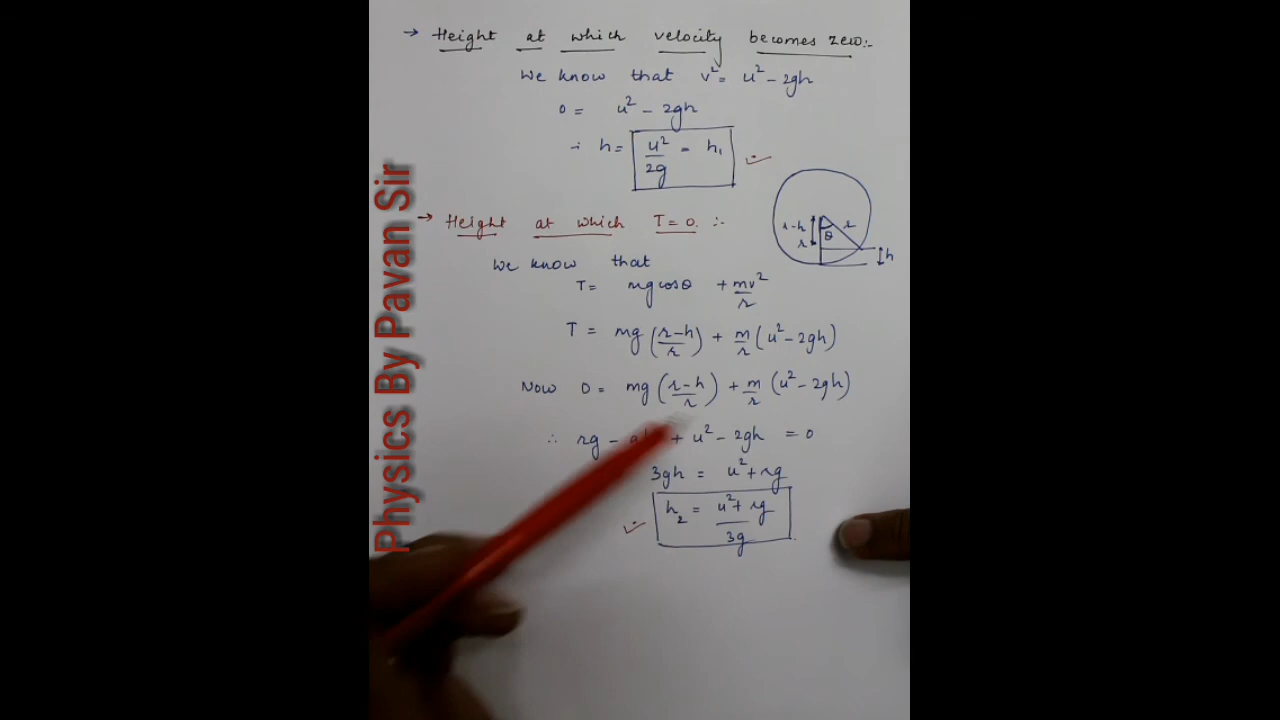 → Height at which velocity becomes zero:-
We know that v² = u² - 2gh
0 = u² - 2gh
∴ h = u²/2g = h₁
→ Height at which T = 0. :-
We know that
T = mg cosθ + mv²/r
T = mg (r-h/r) + m/r (u² - 2gh)
Now 0 = mg (r-h/r) + m/r (u² - 2gh)
∴ rg - + u² - 2gh = 0
3gh = u² + rg
h₂ = u² + rg/3g
r-h
r
θ
r
h
Physics By Pavan Sir